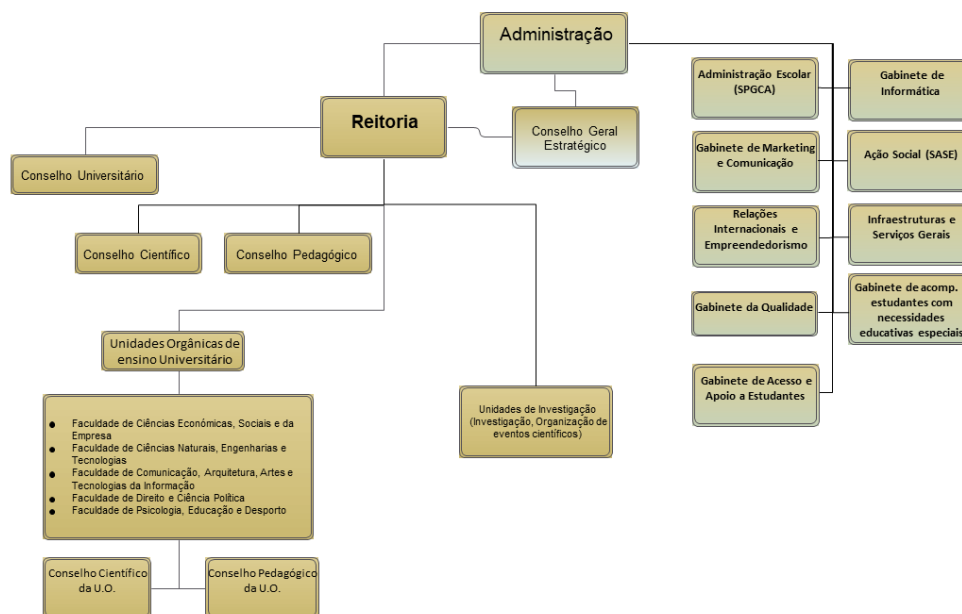 Administração
Reitoria
Conselho Geral
Estratégico
Conselho Universitário
Conselho Científico
Conselho Pedagógico
Unidades Orgânicas de
ensino Universitário
Faculdade de Ciências Económicas, Sociais e da
Empresa
Faculdade de Ciências Naturais, Engenharias e
Tecnologias
Faculdade de Comunicação, Arquitetura, Artes e
Tecnologias da Informação
Faculdade de Direito e Ciência Política
Faculdade de Psicologia, Educação e Desporto
Conselho Científico
da U.O.
Conselho Pedagógico
da U.O.
Unidades de Investigação
(Investigação, Organização de
eventos científicos)
Administração Escolar
(SPGCA)
Gabinete de
Informática
Gabinete de Marketing
e Comunicação
Ação Social (SASE)
Relações
Internacionais e
Empreendedorismo
Infraestruturas e
Serviços Gerais
Gabinete da Qualidade
Gabinete de acomp.
estudantes com
necessidades
educativas especiais
Gabinete de Acesso e
Apoio a Estudantes